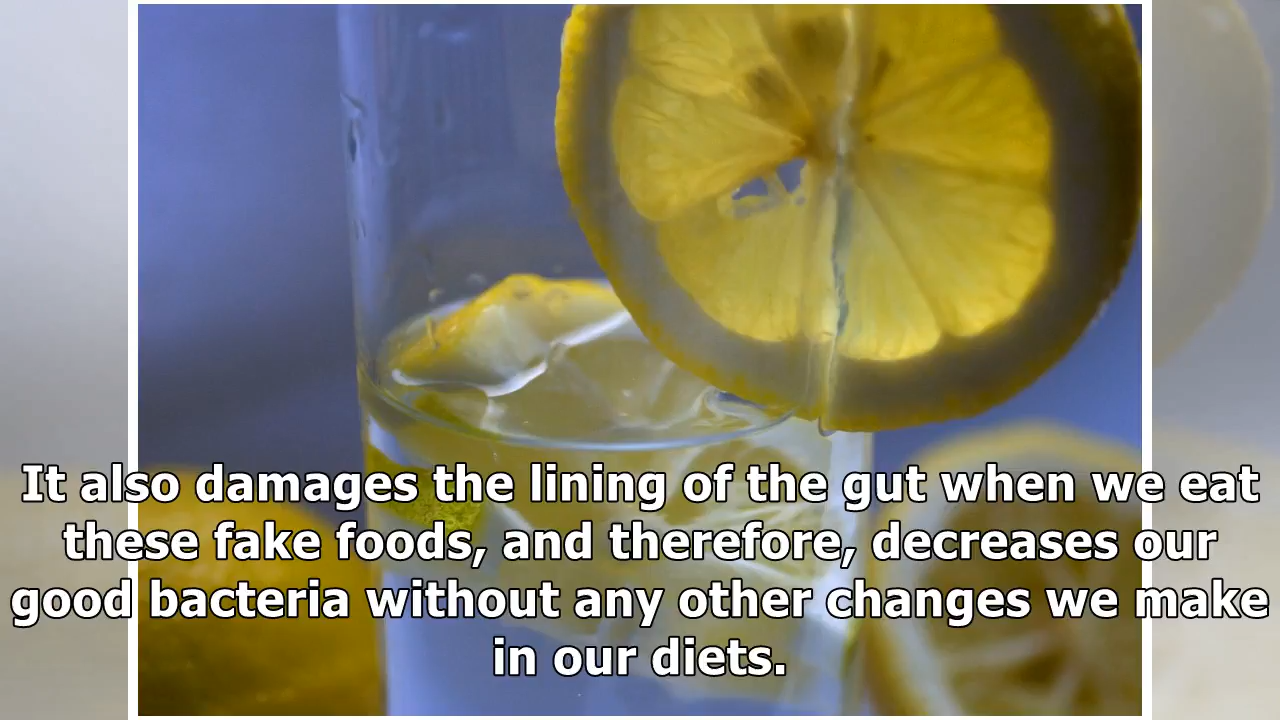 It also damages the lining of the gut when we eat
these fake foods, and therefore, decreases our
good bacteria without any other changes we make
in our diets.